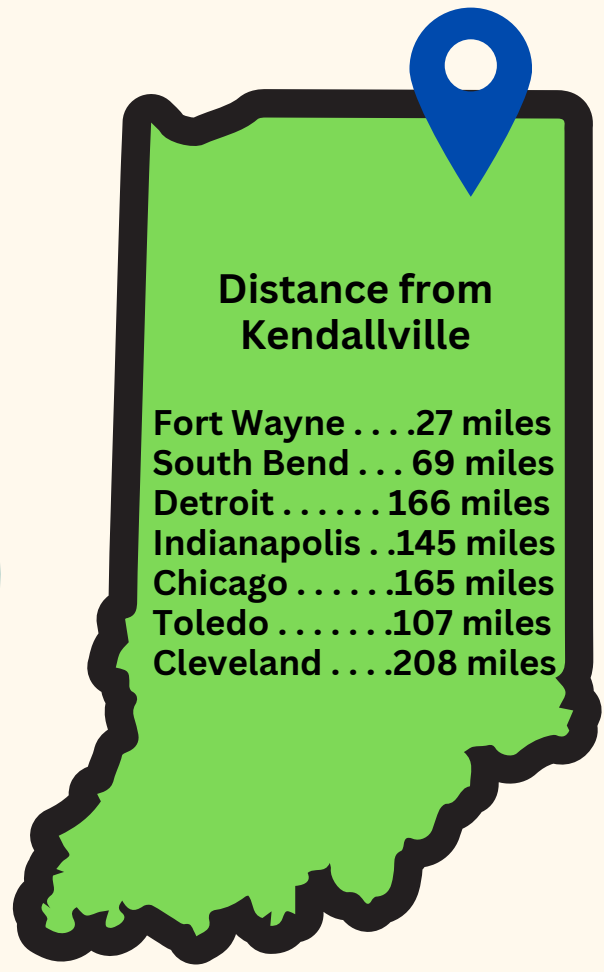 Distance from
Kendallville
Fort Wayne . . . .27 miles
South Bend . . . 69 miles
Detroit . . . . . . 166 miles
Indianapolis . .145 miles
Chicago . . . . . .165 miles
Toledo . . . . . . .107 miles
Cleveland . . . .208 miles